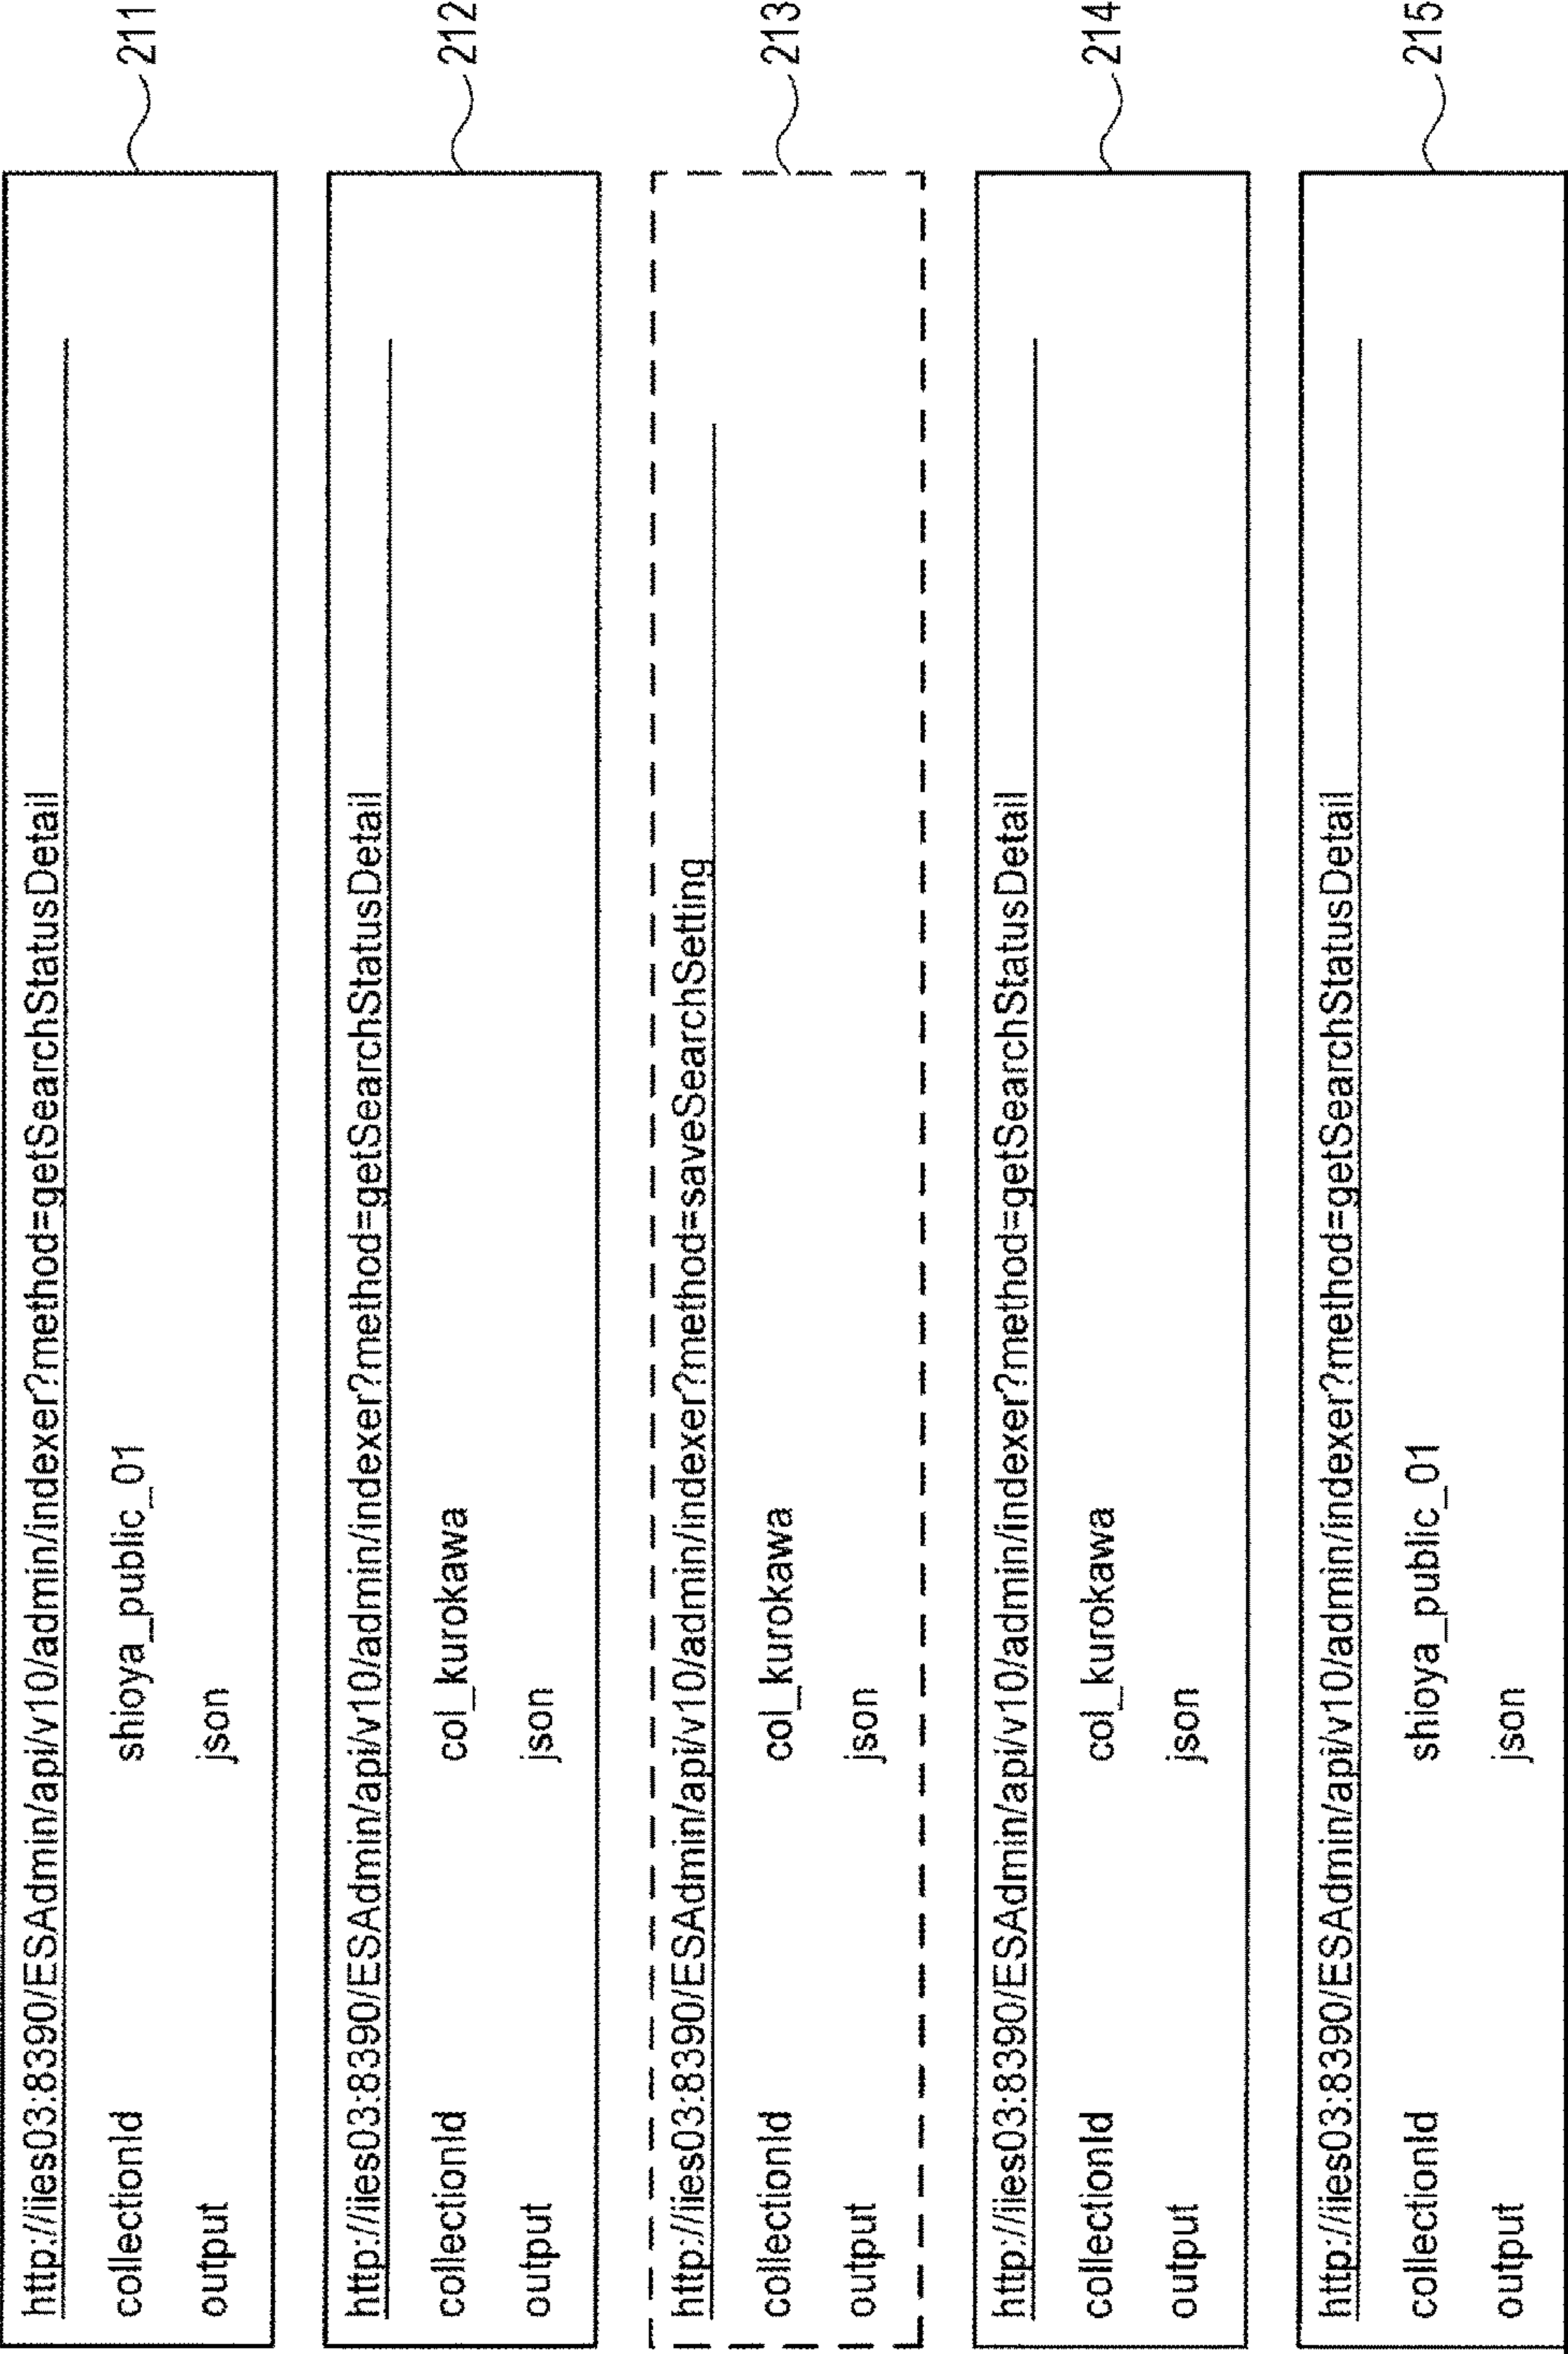 http://iies03:8390/ESAdmin/api/v10/admin/indexer?method=getSearchStatusDetail
collectionId shioya_public_01
output json
211
http://iies03:8390/ESAdmin/api/v10/admin/indexer?method=getSearchStatusDetail
collectionId col_kurokawa
output json
212
http://iies03:8390/ESAdmin/api/v10/admin/indexer?method=saveSearchSetting
collectionId col_kurokawa
output json
213
http://iies03:8390/ESAdmin/api/v10/admin/indexer?method=getSearchStatusDetail
collectionId col_kurokawa
output json
214
http://iies03:8390/ESAdmin/api/v10/admin/indexer?method=getSearchStatusDetail
collectionId shioya_public_01
output json
215